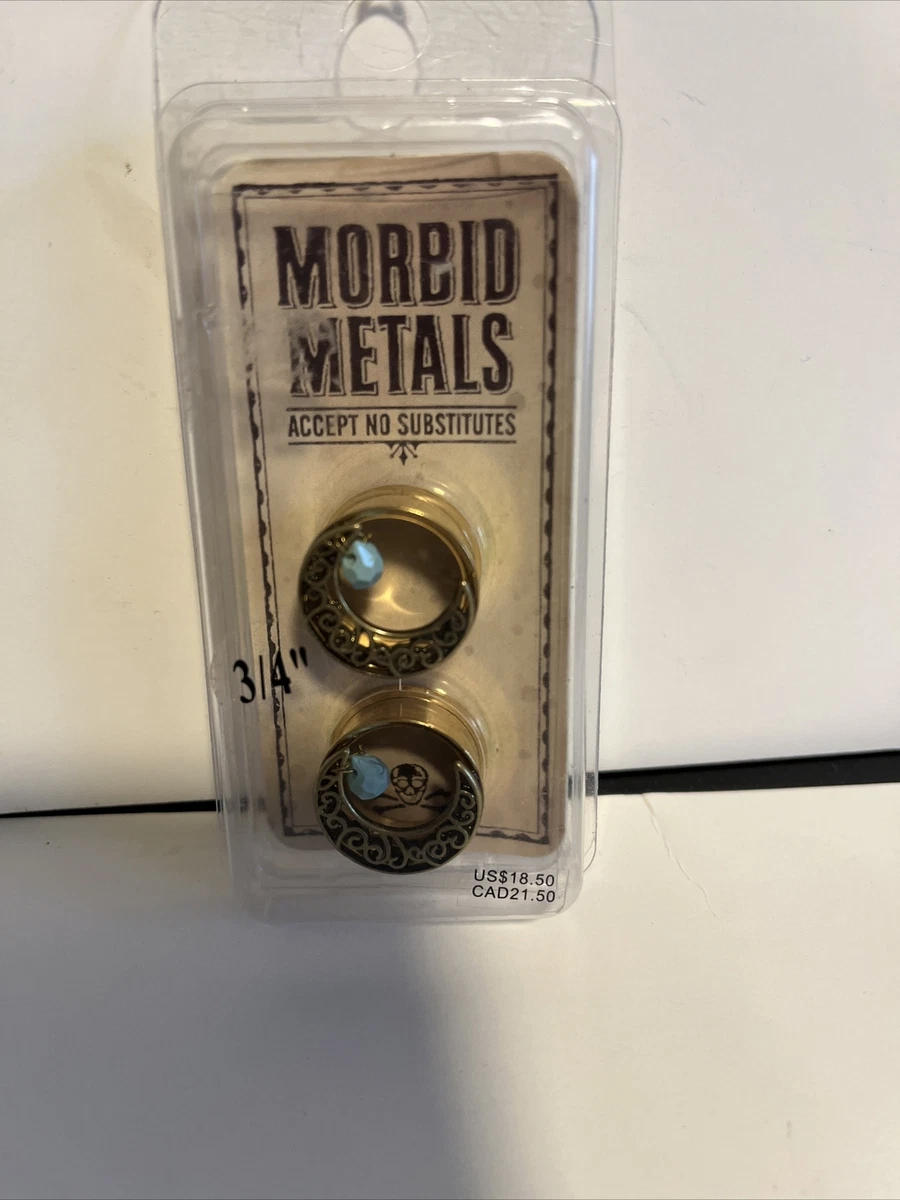 MORBID
METALS
ACCEPT NO SUBSTITUTES
3/4"
US$18.50
CAD21.50